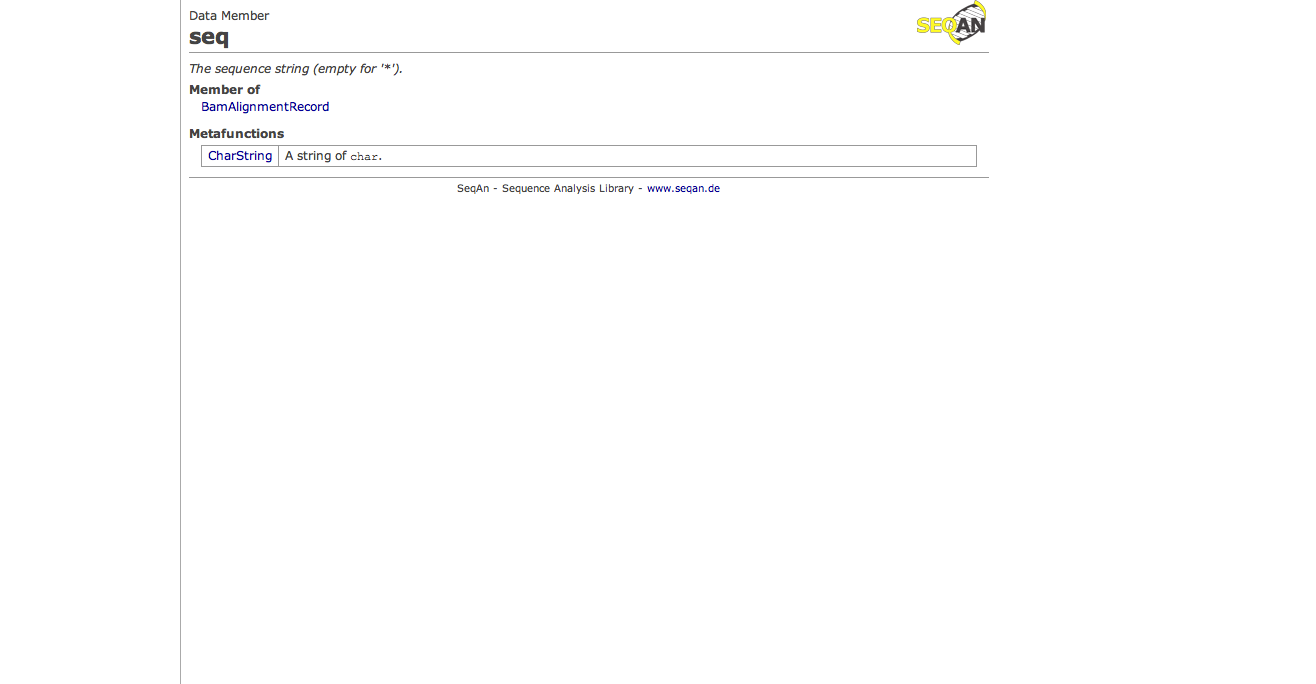 Data Member
SEQAN
seq
The sequence string (empty for '*').
Member of
BamAlignmentRecord
Metafunctions
CharString A string of char.
SeqAn - Sequence Analysis Library - www.seqan.de